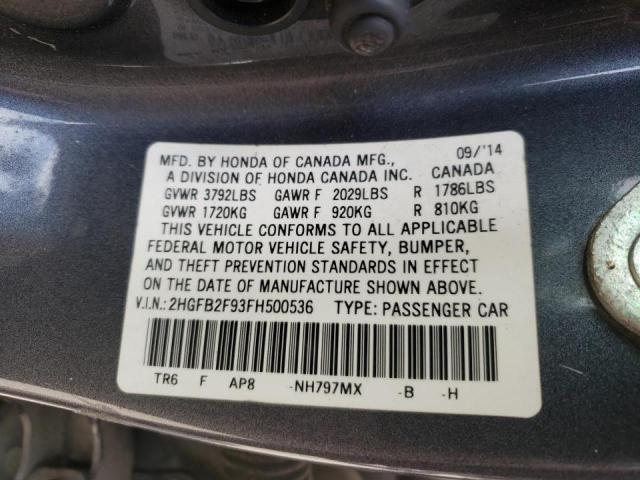 MFD. BY HONDA OF CANADA MFG., 09/'14
A DIVISION OF HONDA CANADA INC. CANADA
GVWR 3792LBS GAWR F 2029LBS R 1786LBS
GVWR 1720KG GAWR F 920KG R 810KG
THIS VEHICLE CONFORMS TO ALL APPLICABLE
FEDERAL MOTOR VEHICLE SAFETY, BUMPER,
AND THEFT PREVENTION STANDARDS IN EFFECT
ON THE DATE OF MANUFACTURE SHOWN ABOVE.
V.I.N.: 2HGFB2F93FH500536 TYPE: PASSENGER CAR
TR6 F AP8 -NH797MX -B -H